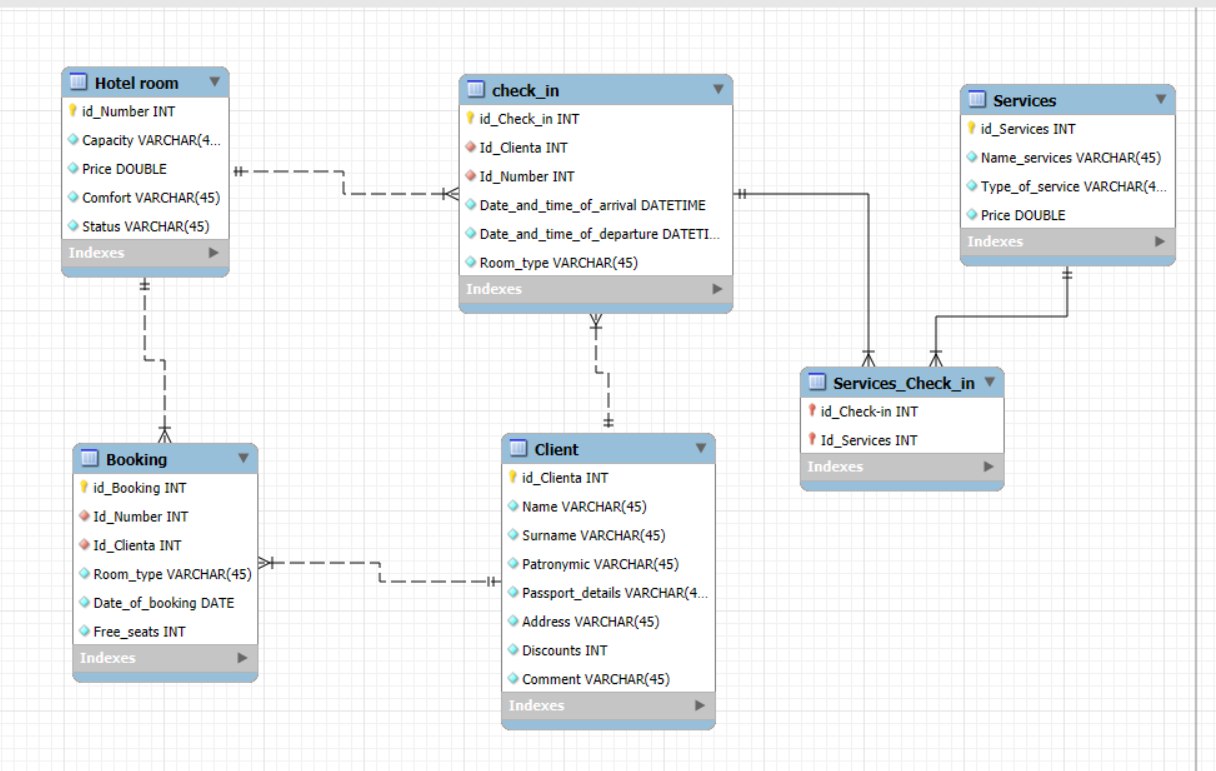 Hotel room
id_Number INT
Capacity VARCHAR(4...
Price DOUBLE
Comfort VARCHAR(45)
Status VARCHAR(45)
Indexes
check_in
id_Check_in INT
Id_Clienta INT
Id_Number INT
Date_and_time_of_arrival DATETIME
Date_and_time_of_departure DATETI...
Room_type VARCHAR(45)
Indexes
Services
id_Services INT
Name_services VARCHAR(45)
Type_of_service VARCHAR(4...
Price DOUBLE
Indexes
Services_Check_in
id_Check-in INT
Id_Services INT
Indexes
Booking
id_Booking INT
Id_Number INT
Id_Clienta INT
Room_type VARCHAR(45)
Date_of_booking DATE
Free_seats INT
Indexes
Client
id_Clienta INT
Name VARCHAR(45)
Surname VARCHAR(45)
Patronymic VARCHAR(45)
Passport_details VARCHAR(4...
Address VARCHAR(45)
Discounts INT
Comment VARCHAR(45)
Indexes